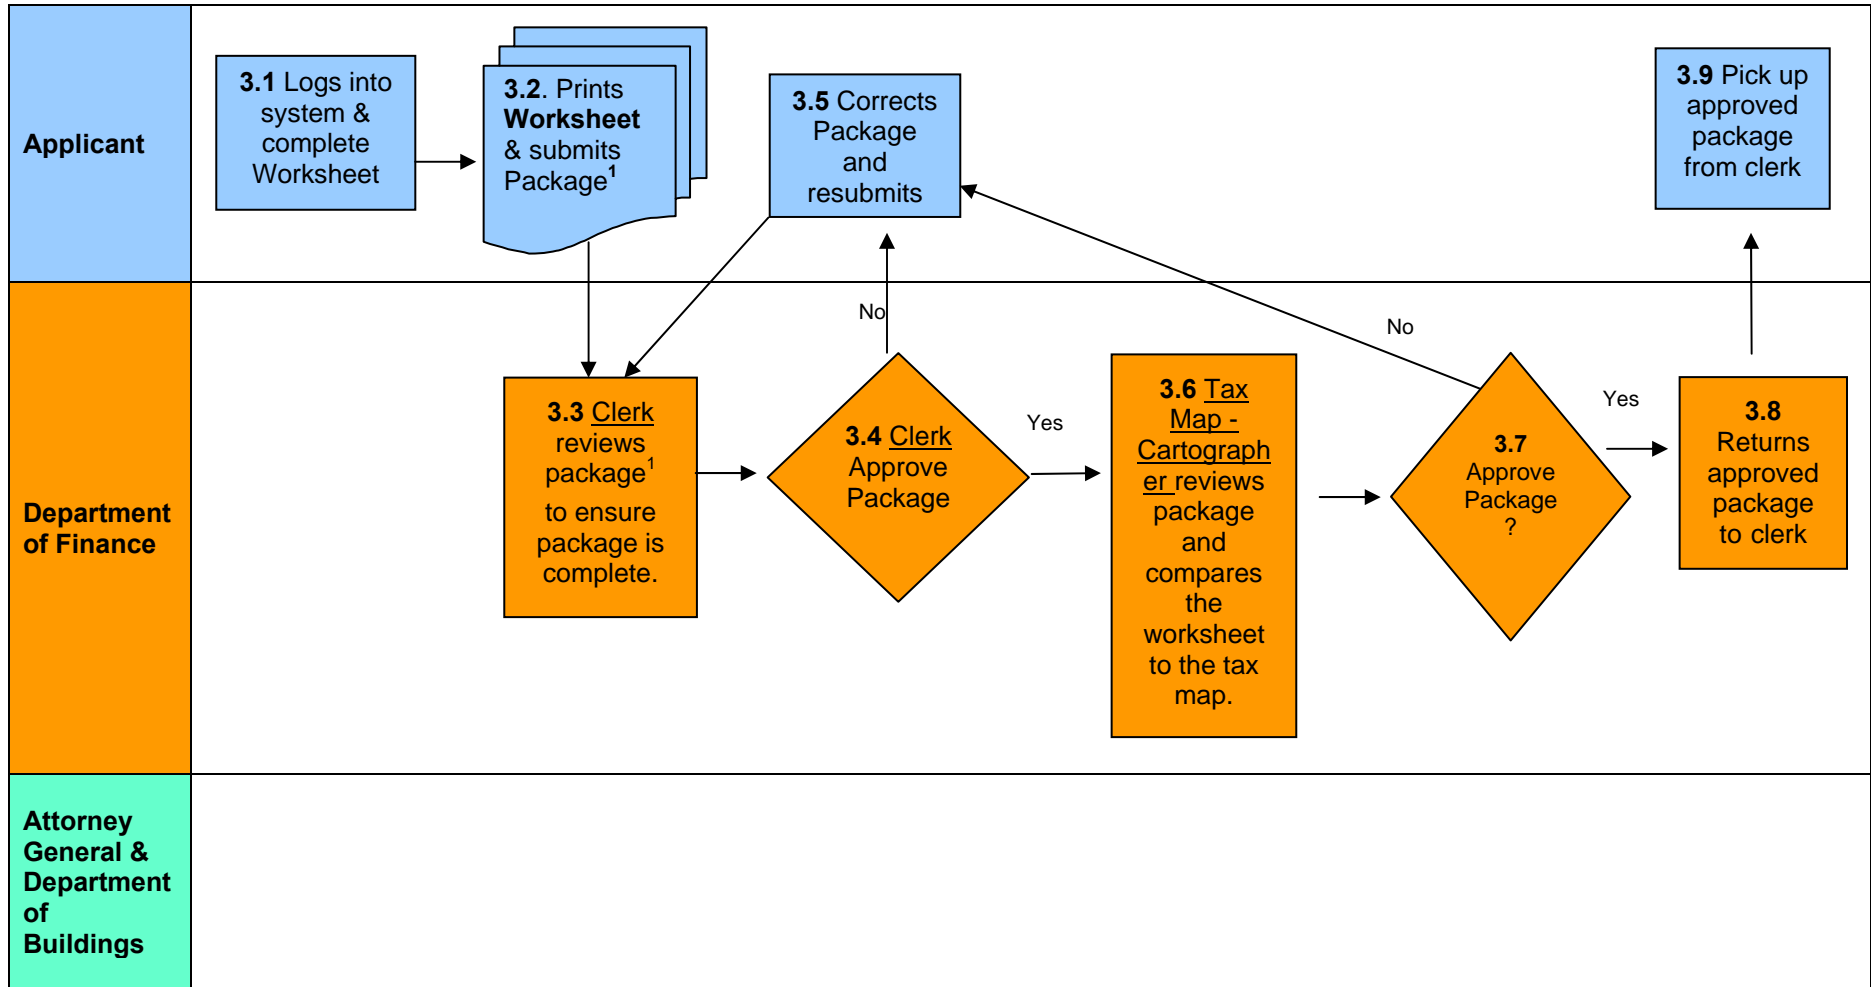 Applicant
3.1 Logs into
system &
complete
Worksheet
3.2. Prints
Worksheet
& submits
Package1
3.5 Corrects
Package
and
resubmits
3.9 Pick up
approved
package
from clerk
Department
of Finance
No
No
3.3 Clerk
reviews
package1
to ensure
package is
complete.
3.4 Clerk
Approve
Package
Yes
3.6 Tax
Map -
Cartograph
er reviews
package
and
compares
the
worksheet
to the tax
map.
3.7
Approve
Package
?
Yes
3.8
Returns
approved
package
to clerk
Attorney
General &
Department
of
Buildings